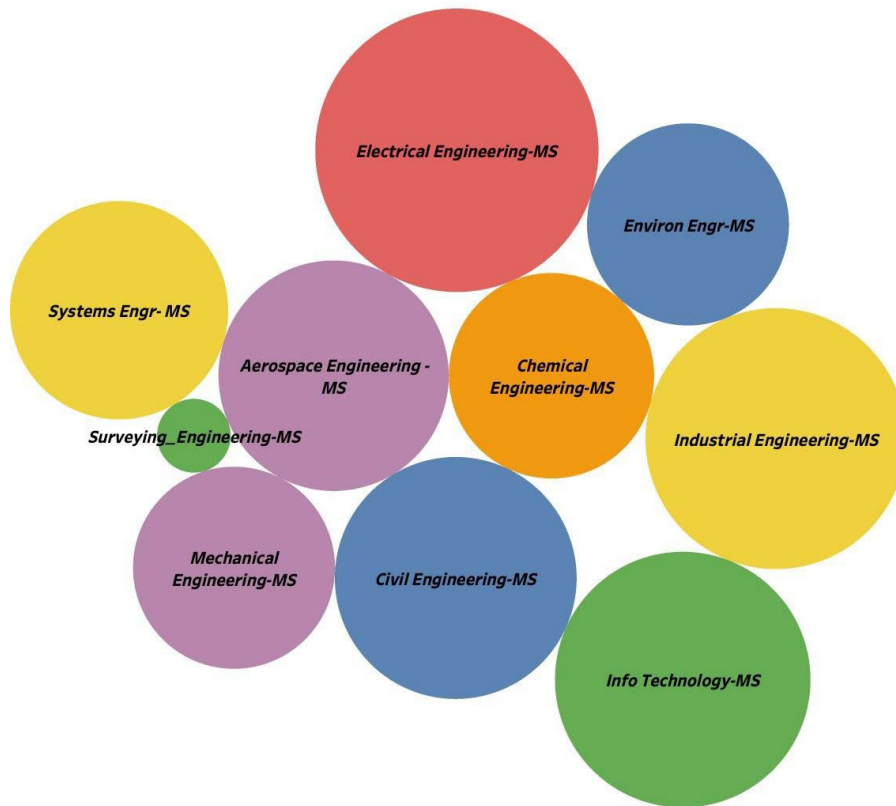 Electrical Engineering-MS
Environ Engr-MS
Systems Engr- MS
Aerospace Engineering -
MS
Chemical
Engineering-MS
Surveying_Engineering-MS
Industrial Engineering-MS
Mechanical
Engineering-MS
Civil Engineering-MS
Info Technology-MS